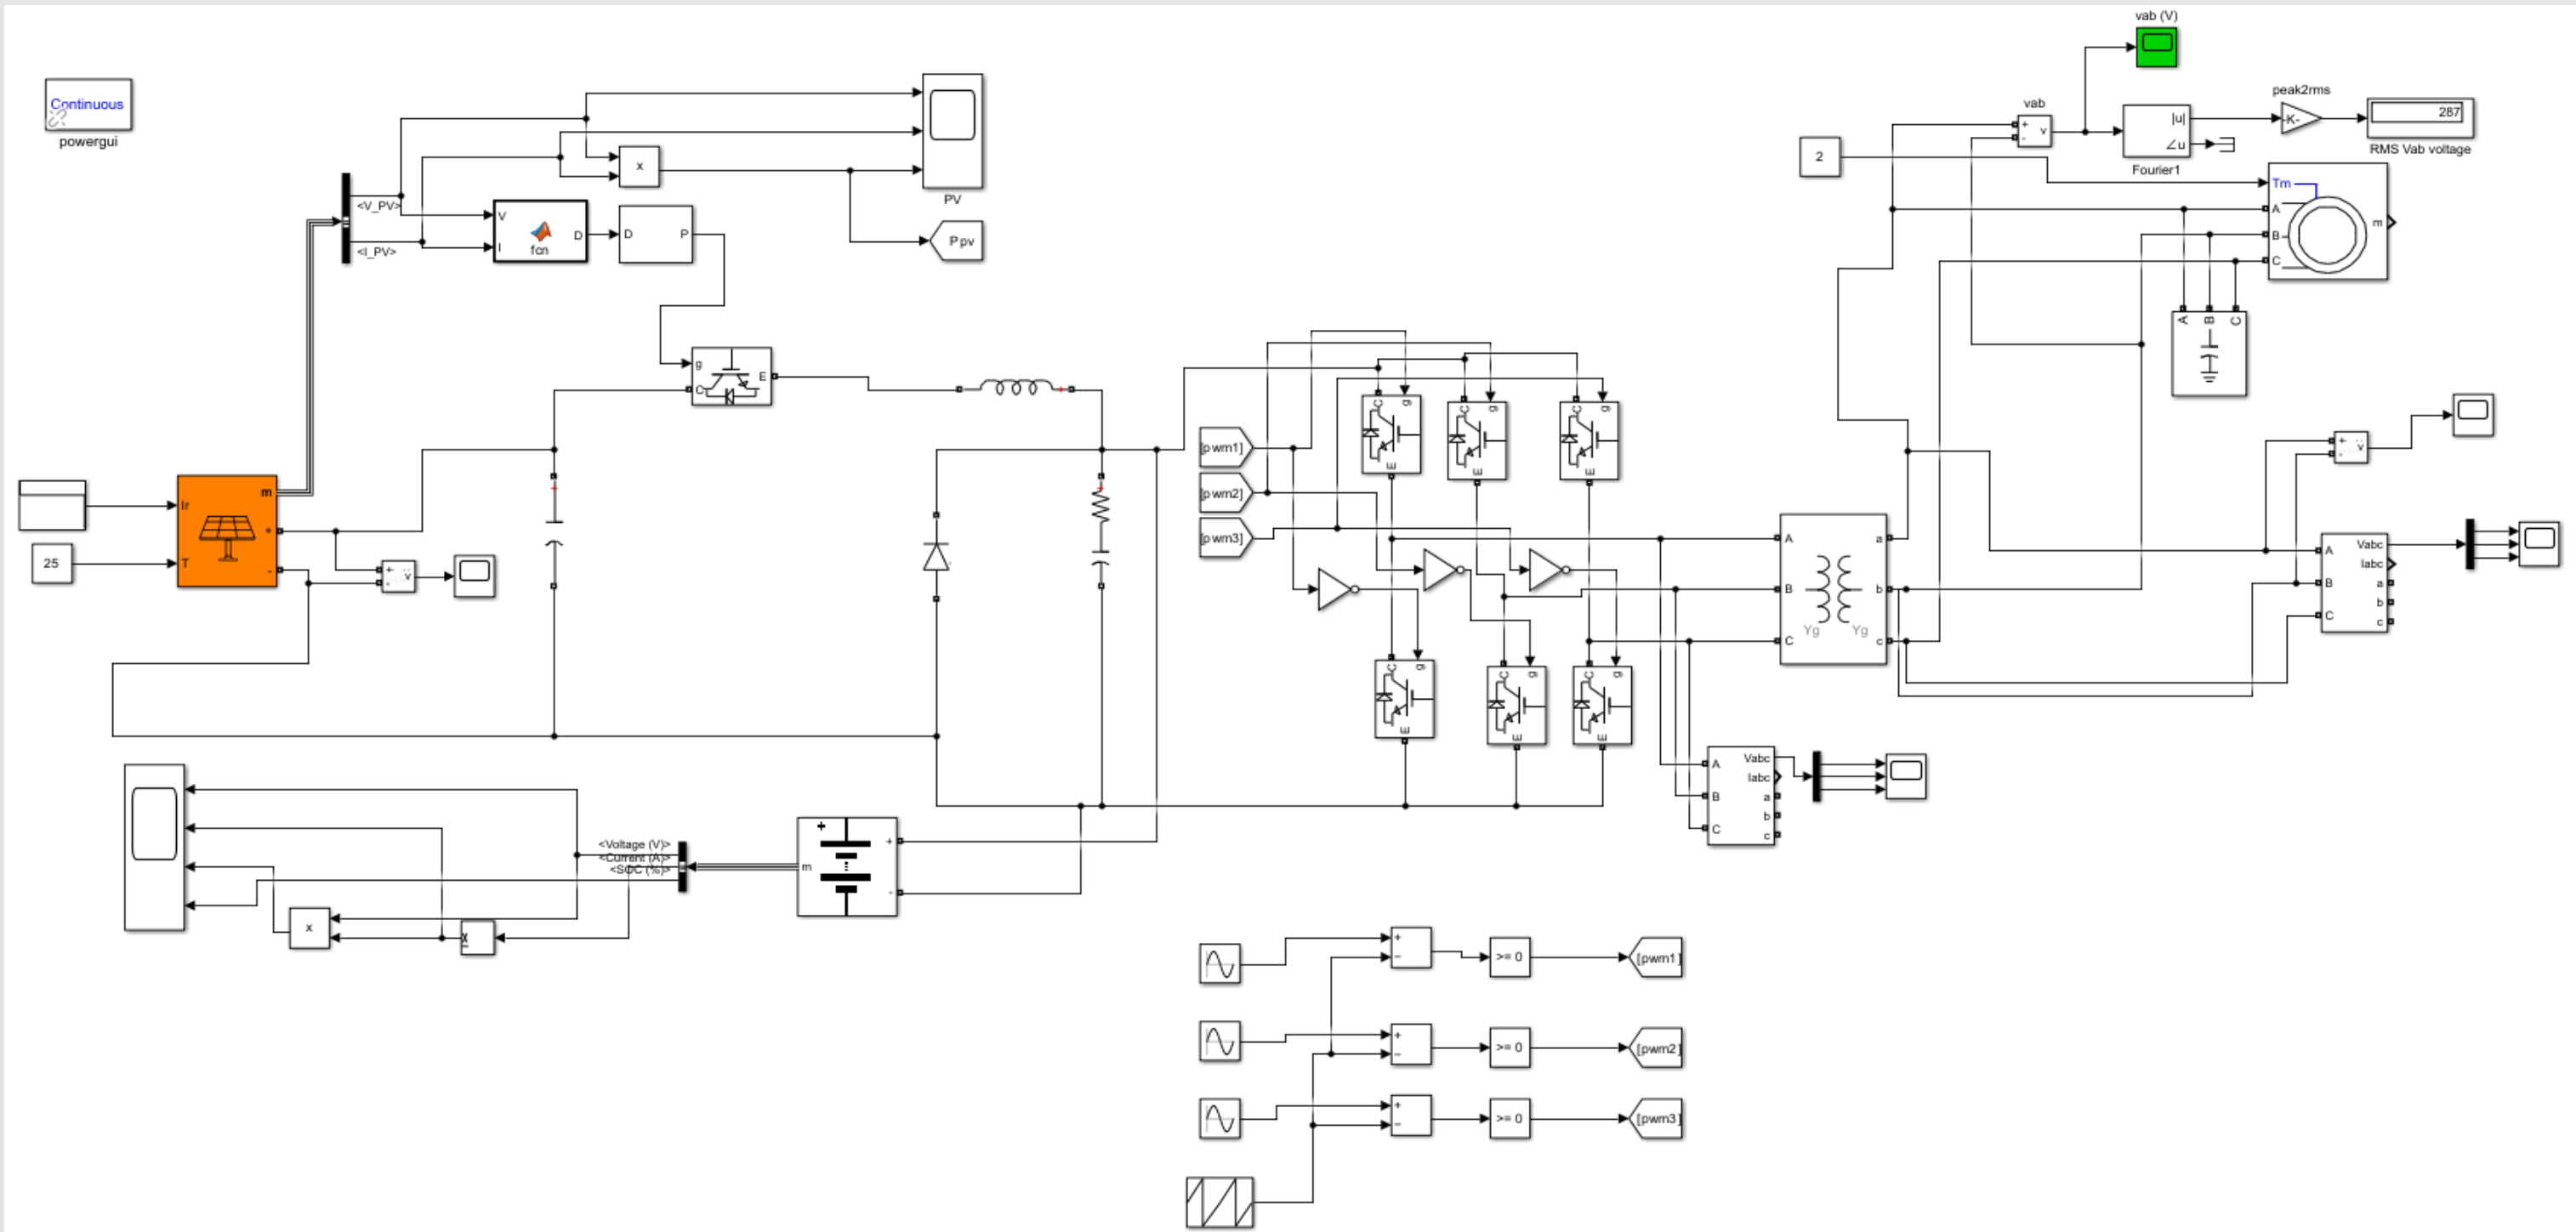 vab (V)
Continuous
powergui
peak2rms
-K-
287
RMS Vab voltage
vab
+
-
v
|u|
∠u
Fourier1
2
x
PV
<V_PV>
<I_PV>
V
I
D
fcn
D
P
Ppv
Tm
A
B
C
m
A
B
C
g
C
E
C
g
E
C
g
E
C
g
E
[pwm1]
[pwm2]
[pwm3]
+
-
v
Ir
T
m
+
-
25
+
-
v
A
B
C
a
b
c
Yg
Yg
A
B
C
Vabc
Iabc
a
b
c
C
g
E
C
g
E
C
g
E
A
B
C
Vabc
Iabc
a
b
c
<Voltage (V)>
<Current (A)>
<SOC (%)>
m
+
+
-
x
+
−
>= 0
[pwm1]
+
−
>= 0
[pwm2]
+
−
>= 0
[pwm3]